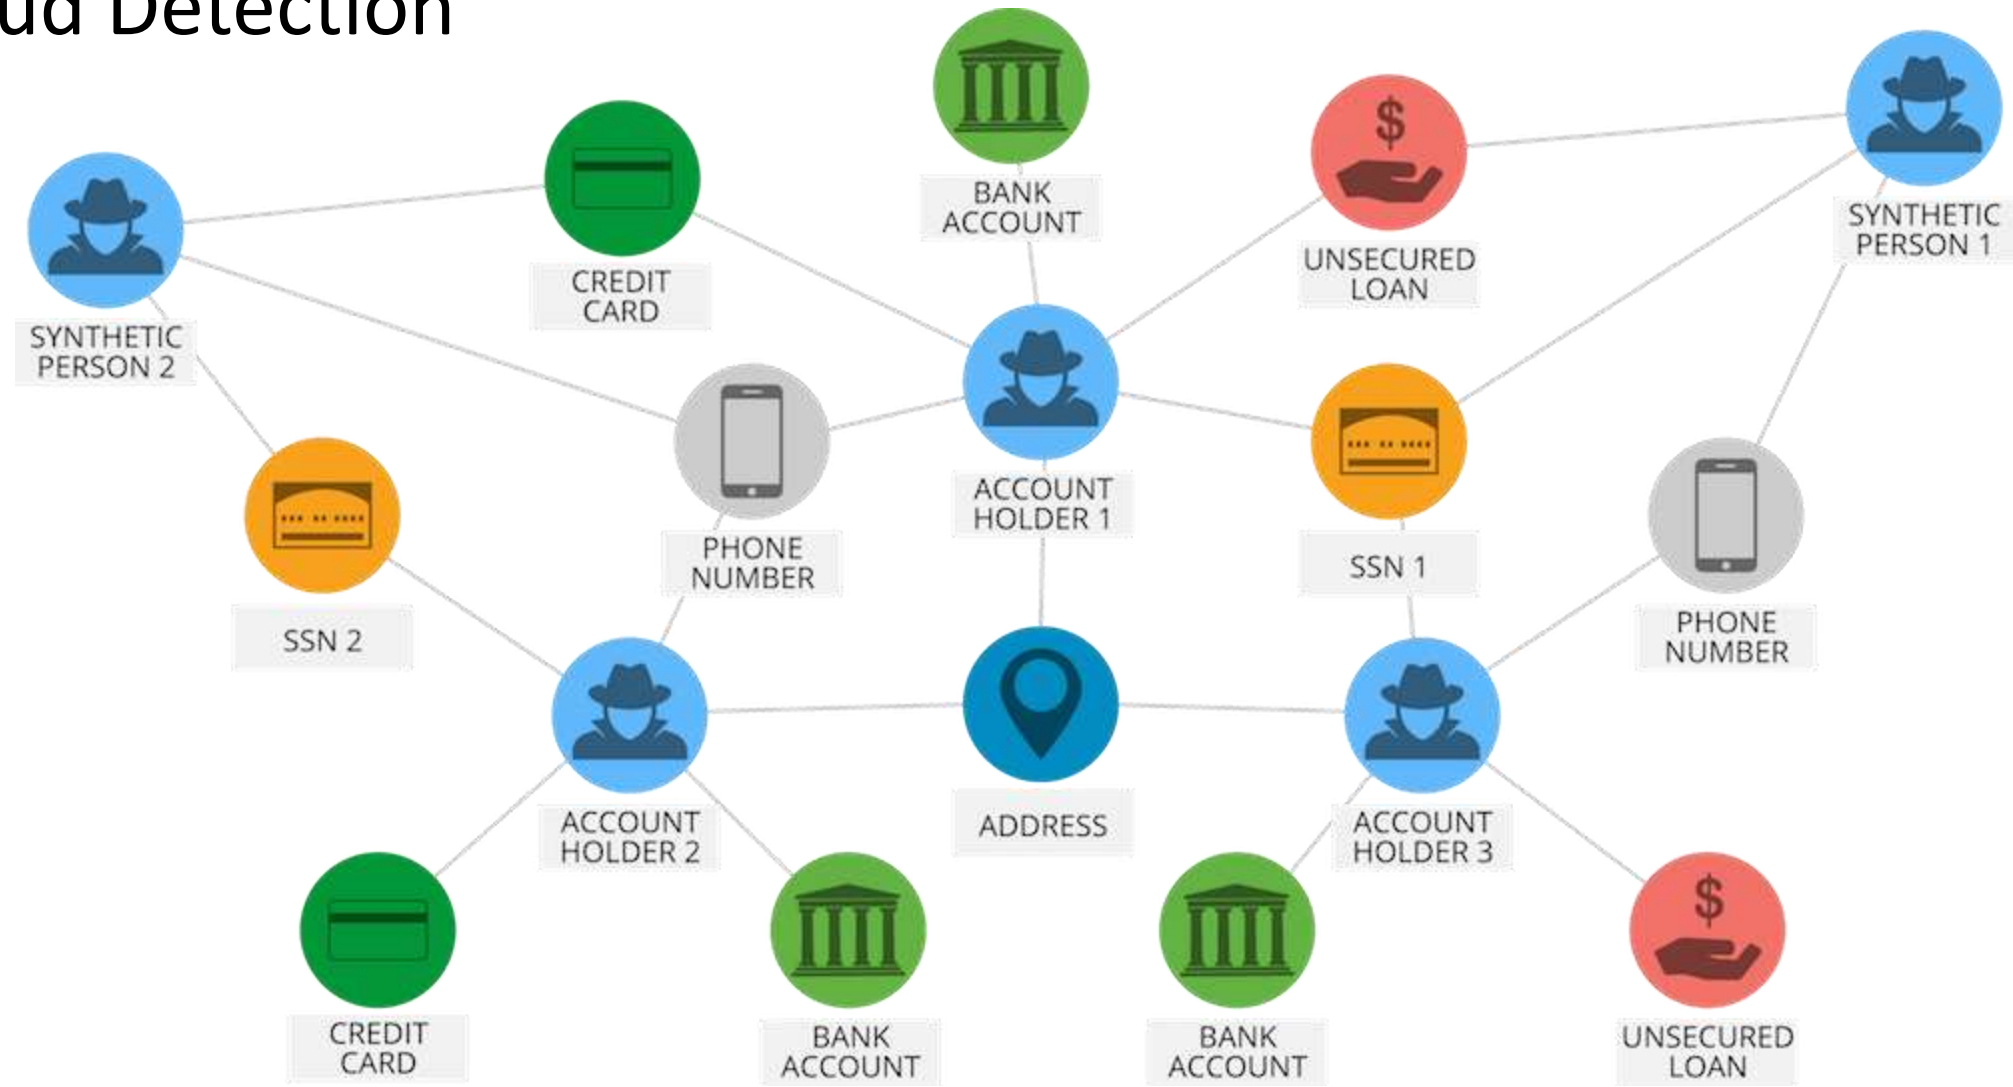 ud Detection
BANK
ACCOUNT
SYNTHETIC
PERSON 1
UNSECURED
LOAN
CREDIT
CARD
SYNTHETIC
PERSON 2
ACCOUNT
HOLDER 1
PHONE
NUMBER
SSN 1
SSN 2
PHONE
NUMBER
ACCOUNT
HOLDER 2
ADDRESS
ACCOUNT
HOLDER 3
CREDIT
CARD
BANK
ACCOUNT
BANK
ACCOUNT
UNSECURED
LOAN